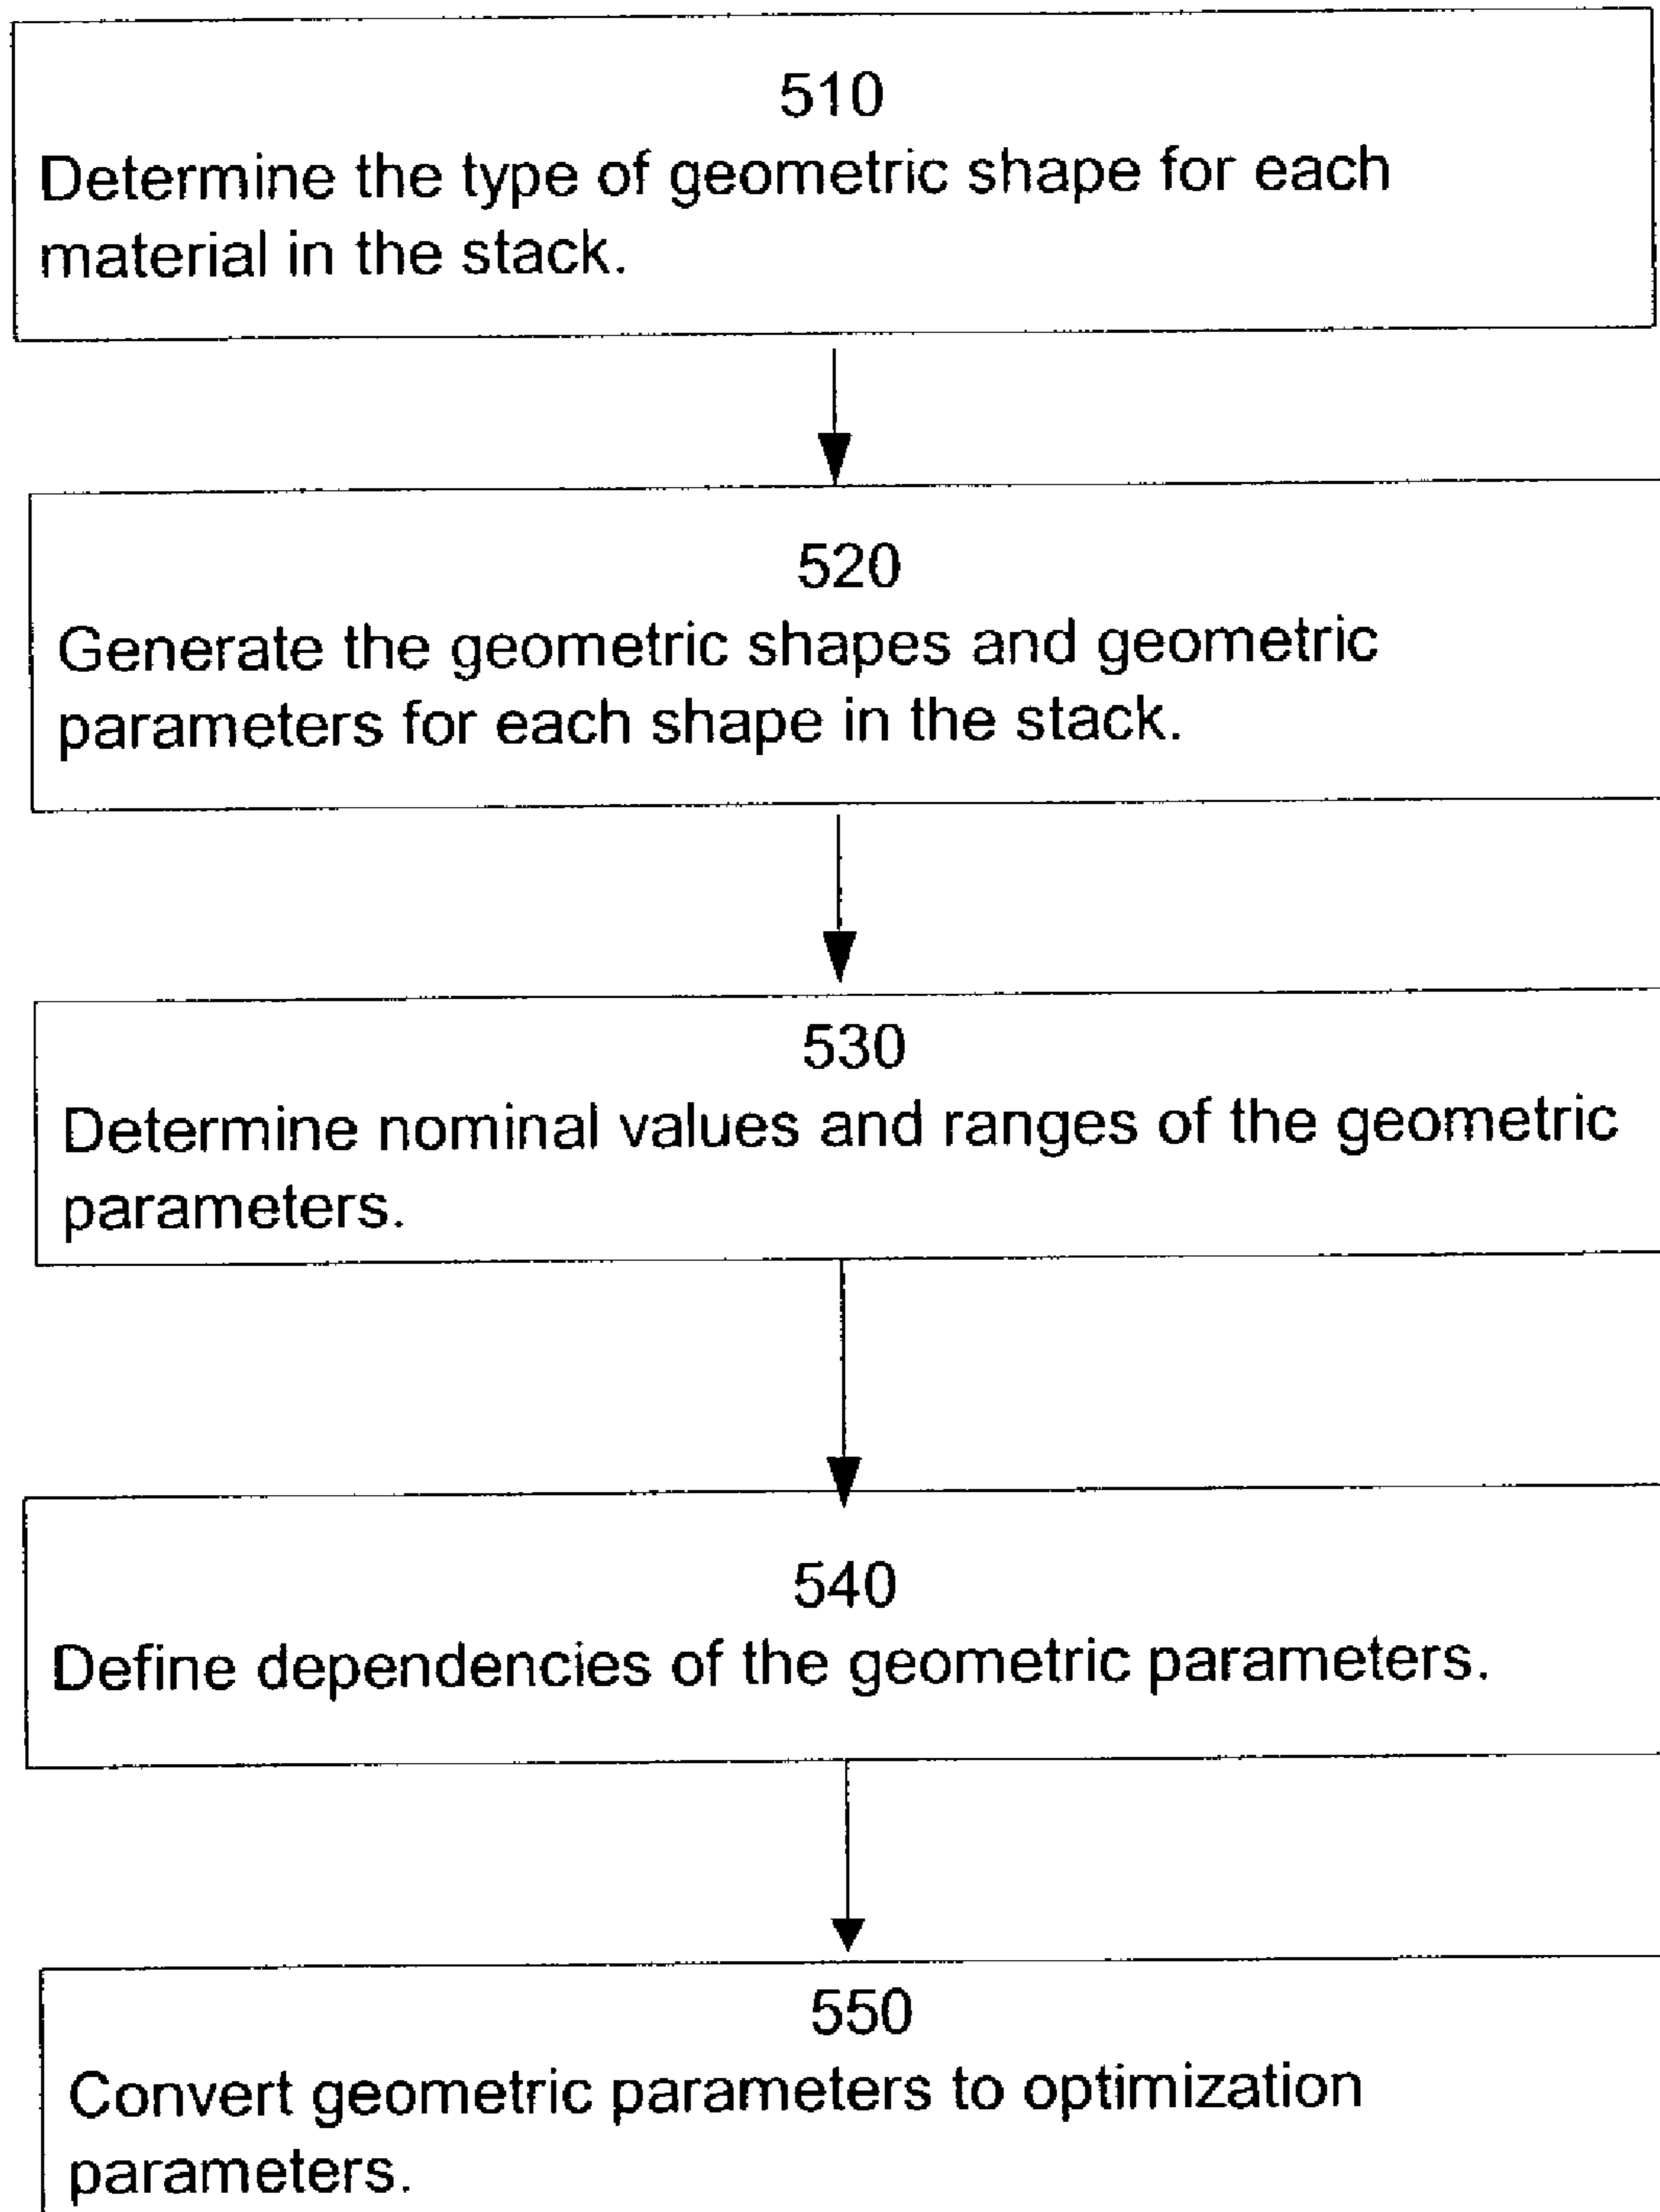 510
Determine the type of geometric shape for each
material in the stack.
520
Generate the geometric shapes and geometric
parameters for each shape in the stack.
530
Determine nominal values and ranges of the geometric
parameters.
540
Define dependencies of the geometric parameters.
550
Convert geometric parameters to optimization
parameters.